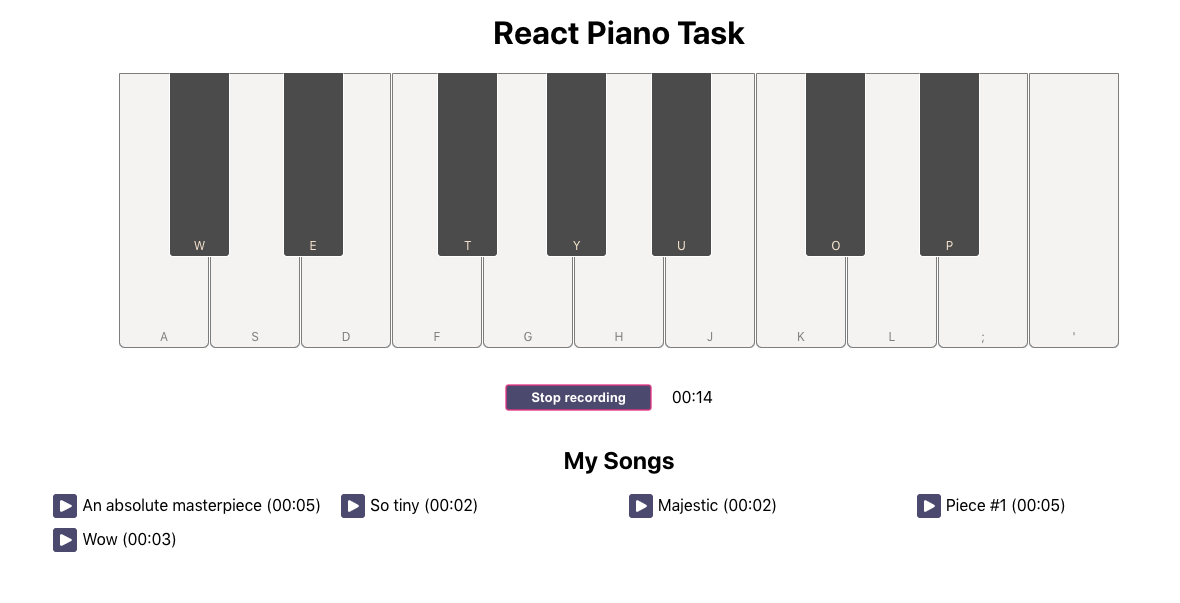 React Piano Task
W E T Y U O P
A S D F G H J K L ; '
Stop recording 00:14
My Songs
An absolute masterpiece (00:05) So tiny (00:02) Majestic (00:02) Piece #1 (00:05)
Wow (00:03)